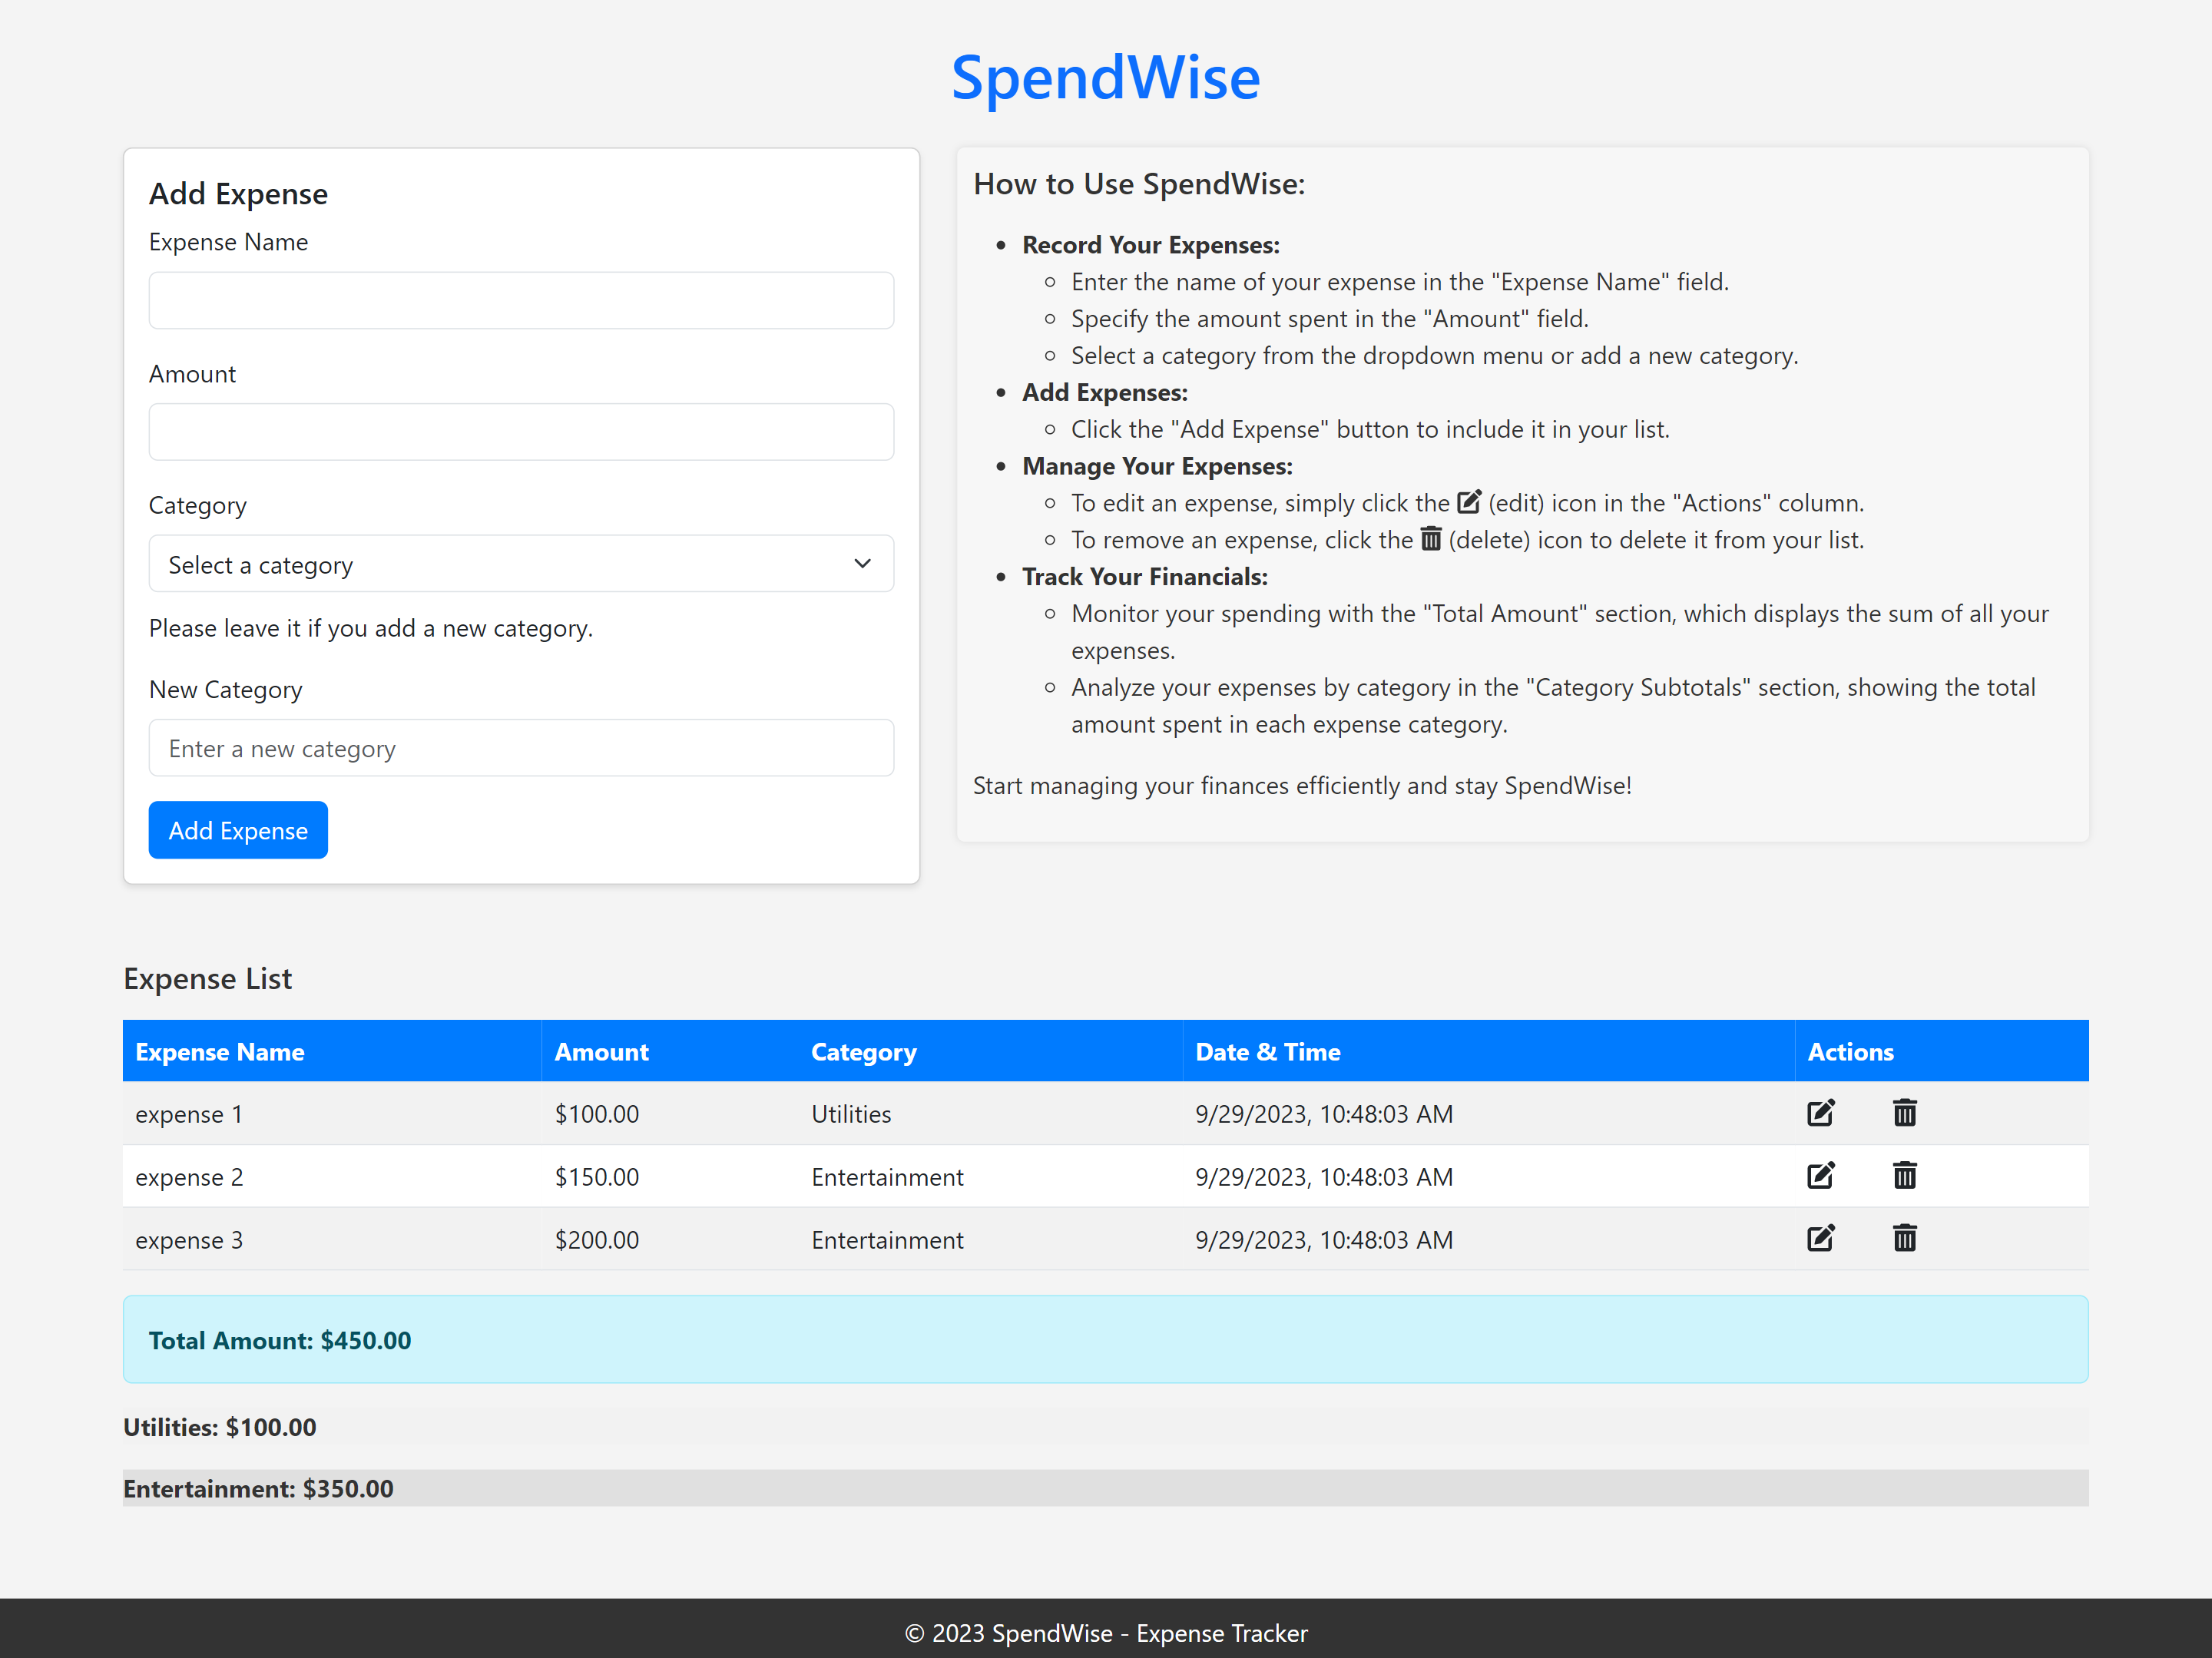 SpendWise
Add Expense
Expense Name
Amount
Category
Select a category
Please leave it if you add a new category.
New Category
Enter a new category
Add Expense
How to Use SpendWise:
Record Your Expenses:
Enter the name of your expense in the "Expense Name" field.
Specify the amount spent in the "Amount" field.
Select a category from the dropdown menu or add a new category.
Add Expenses:
Click the "Add Expense" button to include it in your list.
Manage Your Expenses:
To edit an expense, simply click the (edit) icon in the "Actions" column.
To remove an expense, click the (delete) icon to delete it from your list.
Track Your Financials:
Monitor your spending with the "Total Amount" section, which displays the sum of all your
expenses.
Analyze your expenses by category in the "Category Subtotals" section, showing the total
amount spent in each expense category.
Start managing your finances efficiently and stay SpendWise!
Expense List
Expense Name Amount Category Date & Time Actions
expense 1 $100.00 Utilities 9/29/2023, 10:48:03 AM
expense 2 $150.00 Entertainment 9/29/2023, 10:48:03 AM
expense 3 $200.00 Entertainment 9/29/2023, 10:48:03 AM
Total Amount: $450.00
Utilities: $100.00
Entertainment: $350.00
© 2023 SpendWise - Expense Tracker